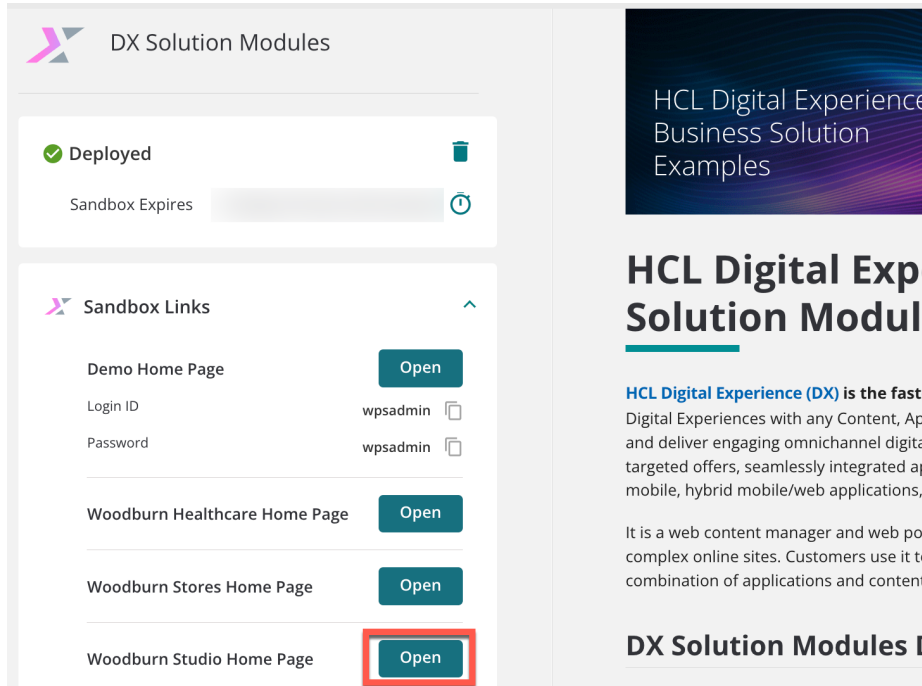 DX Solution Modules
Deployed
Sandbox Expires
Sandbox Links
Demo Home Page
Open
Login ID
wpsadmin
Password
wpsadmin
Woodburn Healthcare Home Page
Open
Woodburn Stores Home Page
Open
Woodburn Studio Home Page
Open
HCL Digital Experience
Business Solution
Examples
HCL Digital Exp
Solution Modul
HCL Digital Experience (DX) is the fast
Digital Experiences with any Content, Ap
and deliver engaging omnichannel digita
targeted offers, seamlessly integrated a
mobile, hybrid mobile/web applications,
It is a web content manager and web po
complex online sites. Customers use it t
combination of applications and content
DX Solution Modules